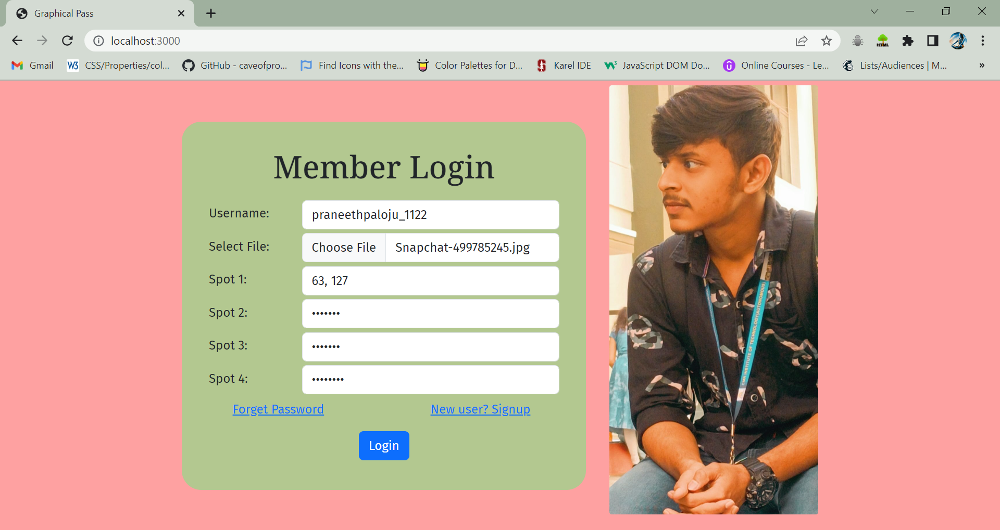 Graphical Pass
localhost:3000
Gmail
CSS/Properties/col...
GitHub - caveofpro...
Find Icons with the...
Color Palettes for D...
Karel IDE
JavaScript DOM Do...
Online Courses - Le...
Lists/Audiences | M...
»
Member Login
Username: praneethpaloju_1122
Select File: Choose File Snapchat-499785245.jpg
Spot 1: 63, 127
Spot 2: •••••••
Spot 3: •••••••
Spot 4: ••••••••
Forget Password New user? Signup
Login
CMR INSTITUTE OF TECHNOLOGY(AUTONOMOUS)
W3
HTML